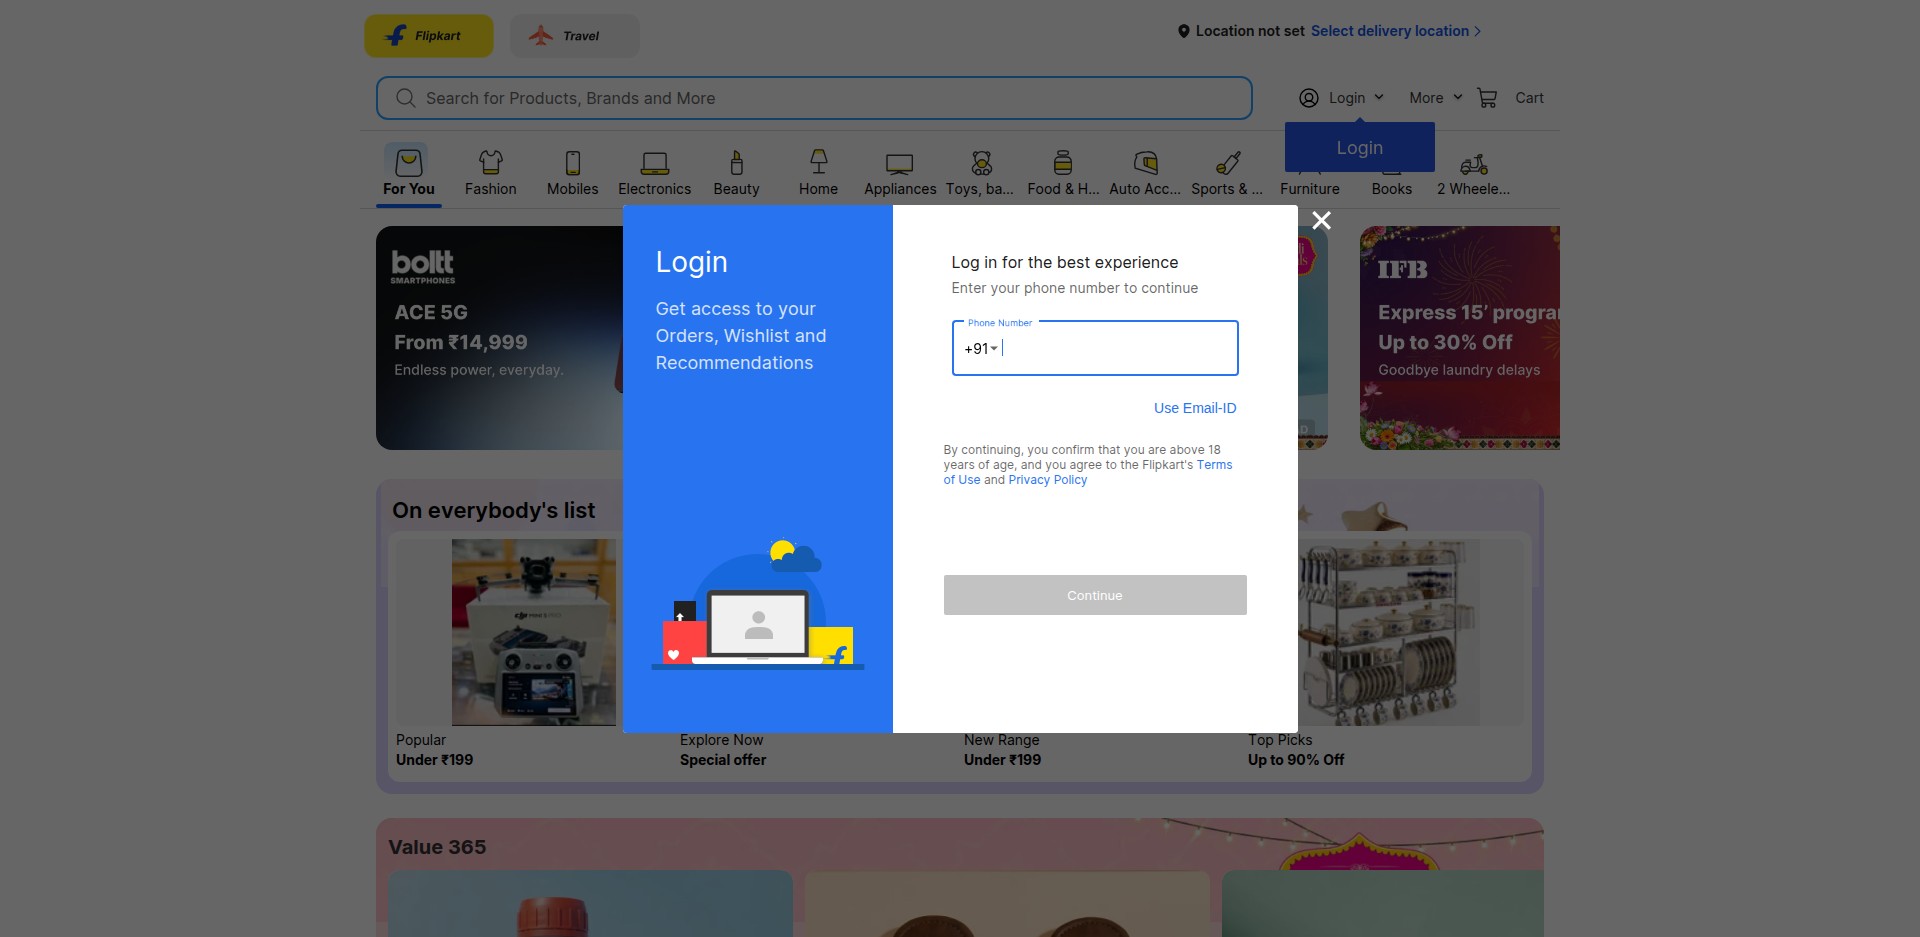 Flipkart
Travel
Location not set Select delivery location
Search for Products, Brands and More
Login
More
Cart
Login
For You
Fashion
Mobiles
Electronics
Beauty
Home
Appliances
Toys, ba...
Food & H...
Auto Acc...
Sports & ...
Furniture
Books
2 Wheele...
boltt
SMARTPHONES
ACE 5G
From ₹14,999
Endless power, everyday.
IFB
Express 15' progra
Up to 30% Off
Goodbye laundry delays
Login
Get access to your
Orders, Wishlist and
Recommendations
Log in for the best experience
Enter your phone number to continue
Phone Number
+91
Use Email-ID
By continuing, you confirm that you are above 18
years of age, and you agree to the Flipkart's Terms
of Use and Privacy Policy
Continue
On everybody's list
Popular
Under ₹199
Explore Now
Special offer
New Range
Under ₹199
Top Picks
Up to 90% Off
Value 365